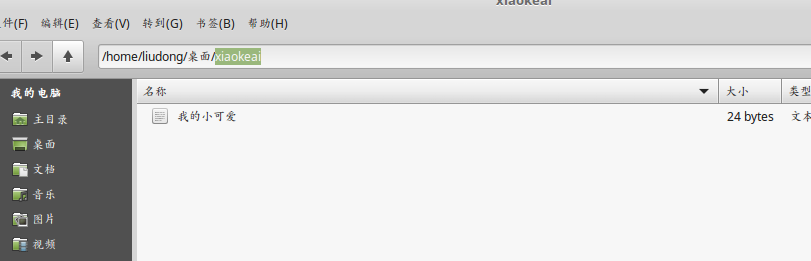 xiaokeai
件(F) 编辑(E) 查看(V) 转到(G) 书签(B) 帮助(H)
/home/liudong/桌面/xiaokeai
我的电脑
主目录
桌面
文档
音乐
图片
视频
名称 大小 类型
我的小可爱 24 bytes 文本